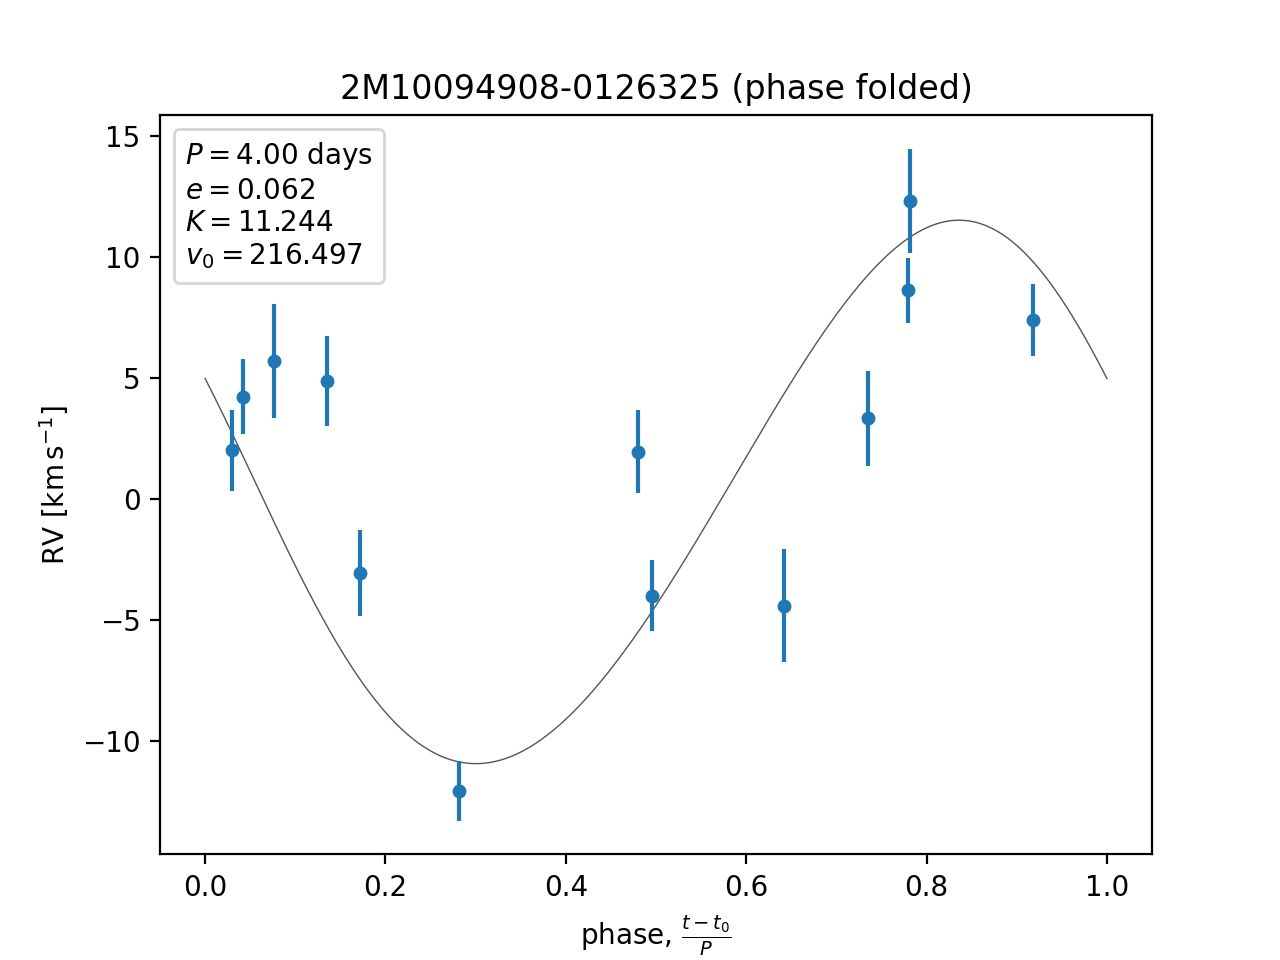 2M10094908-0126325 (phase folded)
P = 4.00 days
e = 0.062
K = 11.244
v₀ = 216.497
15
10
5
0
−5
−10
RV [km s⁻¹]
0.0 0.2 0.4 0.6 0.8 1.0
phase, (t − t₀)/P